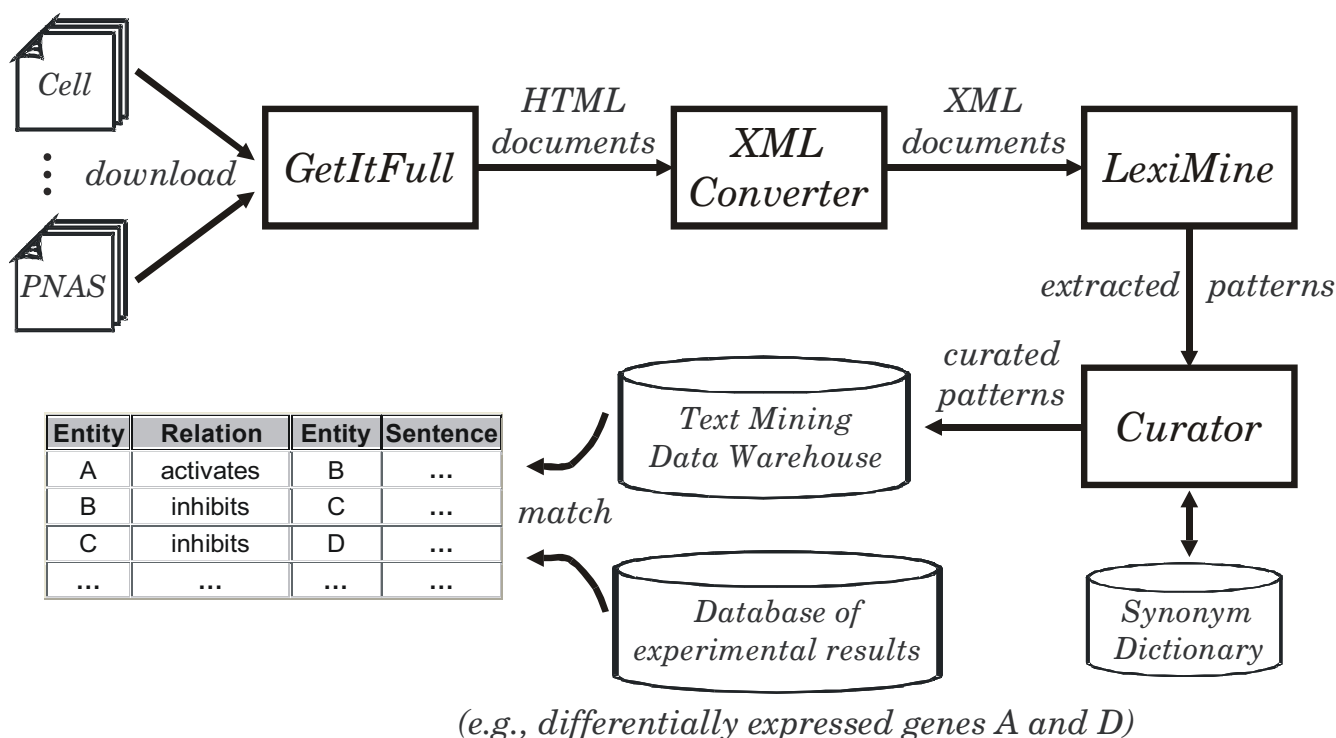 Cell
⋮
download
PNAS
GetItFull
HTML
documents
XML
Converter
XML
documents
LexiMine
extracted patterns
Curator
curated
patterns
Synonym
Dictionary
Text Mining
Data Warehouse
match
Database of
experimental results
(e.g., differentially expressed genes A and D)
Entity Relation Entity Sentence
A activates B ...
B inhibits C ...
C inhibits D ...
... ... ... ...